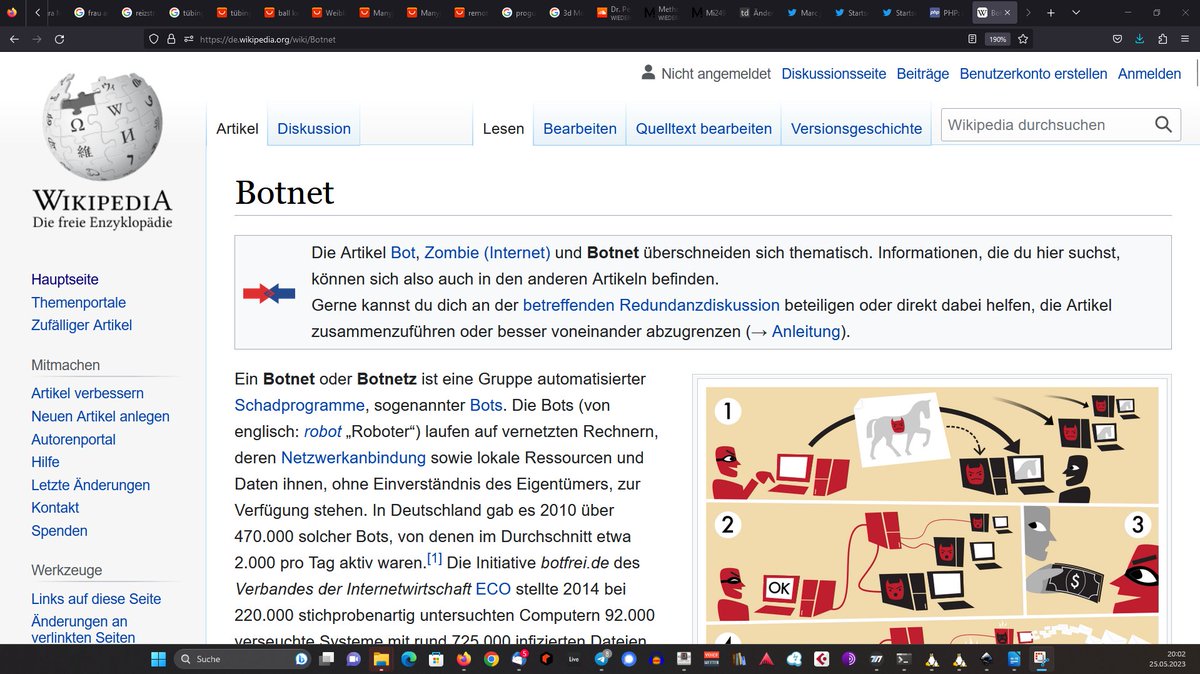 frau a
reizst
tübing
tübing
ball k
Weibl
Many
remo
progu
3d M
Dr. P
WIEDE
Meth
WIED
Mi24
Ände
Marc
Starts
Starts
PHP:
https://de.wikipedia.org/wiki/Botnet
190%
Nicht angemeldet Diskussionsseite Beiträge Benutzerkonto erstellen Anmelden
Artikel Diskussion Lesen Bearbeiten Quelltext bearbeiten Versionsgeschichte
Wikipedia durchsuchen
WIKIPEDIA
Die freie Enzyklopädie
Hauptseite
Themenportale
Zufälliger Artikel
Mitmachen
Artikel verbessern
Neuen Artikel anlegen
Autorenportal
Hilfe
Letzte Änderungen
Kontakt
Spenden
Werkzeuge
Links auf diese Seite
Änderungen an
verlinkten Seiten
Botnet
Die Artikel Bot, Zombie (Internet) und Botnet überschneiden sich thematisch. Informationen, die du hier suchst,
können sich also auch in den anderen Artikeln befinden.
Gerne kannst du dich an der betreffenden Redundanzdiskussion beteiligen oder direkt dabei helfen, die Artikel
zusammenzuführen oder besser voneinander abzugrenzen (→ Anleitung).
Ein Botnet oder Botnetz ist eine Gruppe automatisierter
Schadprogramme, sogenannter Bots. Die Bots (von
englisch: robot „Roboter“) laufen auf vernetzten Rechnern,
deren Netzwerkanbindung sowie lokale Ressourcen und
Daten ihnen, ohne Einverständnis des Eigentümers, zur
Verfügung stehen. In Deutschland gab es 2010 über
470.000 solcher Bots, von denen im Durchschnitt etwa
2.000 pro Tag aktiv waren.[1] Die Initiative botfrei.de des
Verbandes der Internetwirtschaft ECO stellte 2014 bei
220.000 stichprobenartig untersuchten Computern 92.000
verseuchte Systeme mit rund 725.000 infizierten Dateien
1
2
OK
3
$
4
Suche
Live
20:02
25.05.2023